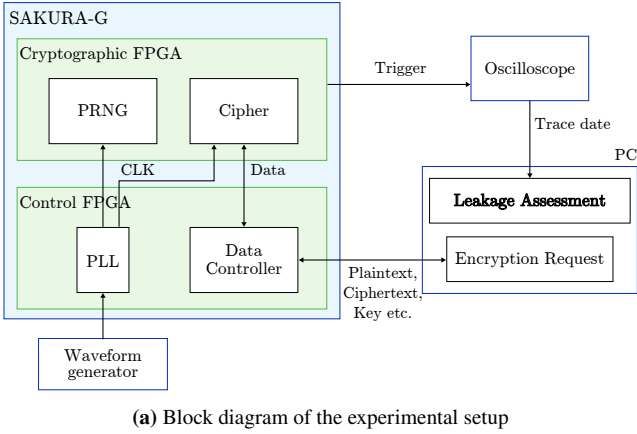 SAKURA-G
Cryptographic FPGA
PRNG
Cipher
Trigger
Oscilloscope
Trace date
CLK
Data
PC
Control FPGA
Leakage Assessment
PLL
Data
Controller
Encryption Request
Plaintext,
Ciphertext,
Key etc.
Waveform
generator
(a) Block diagram of the experimental setup